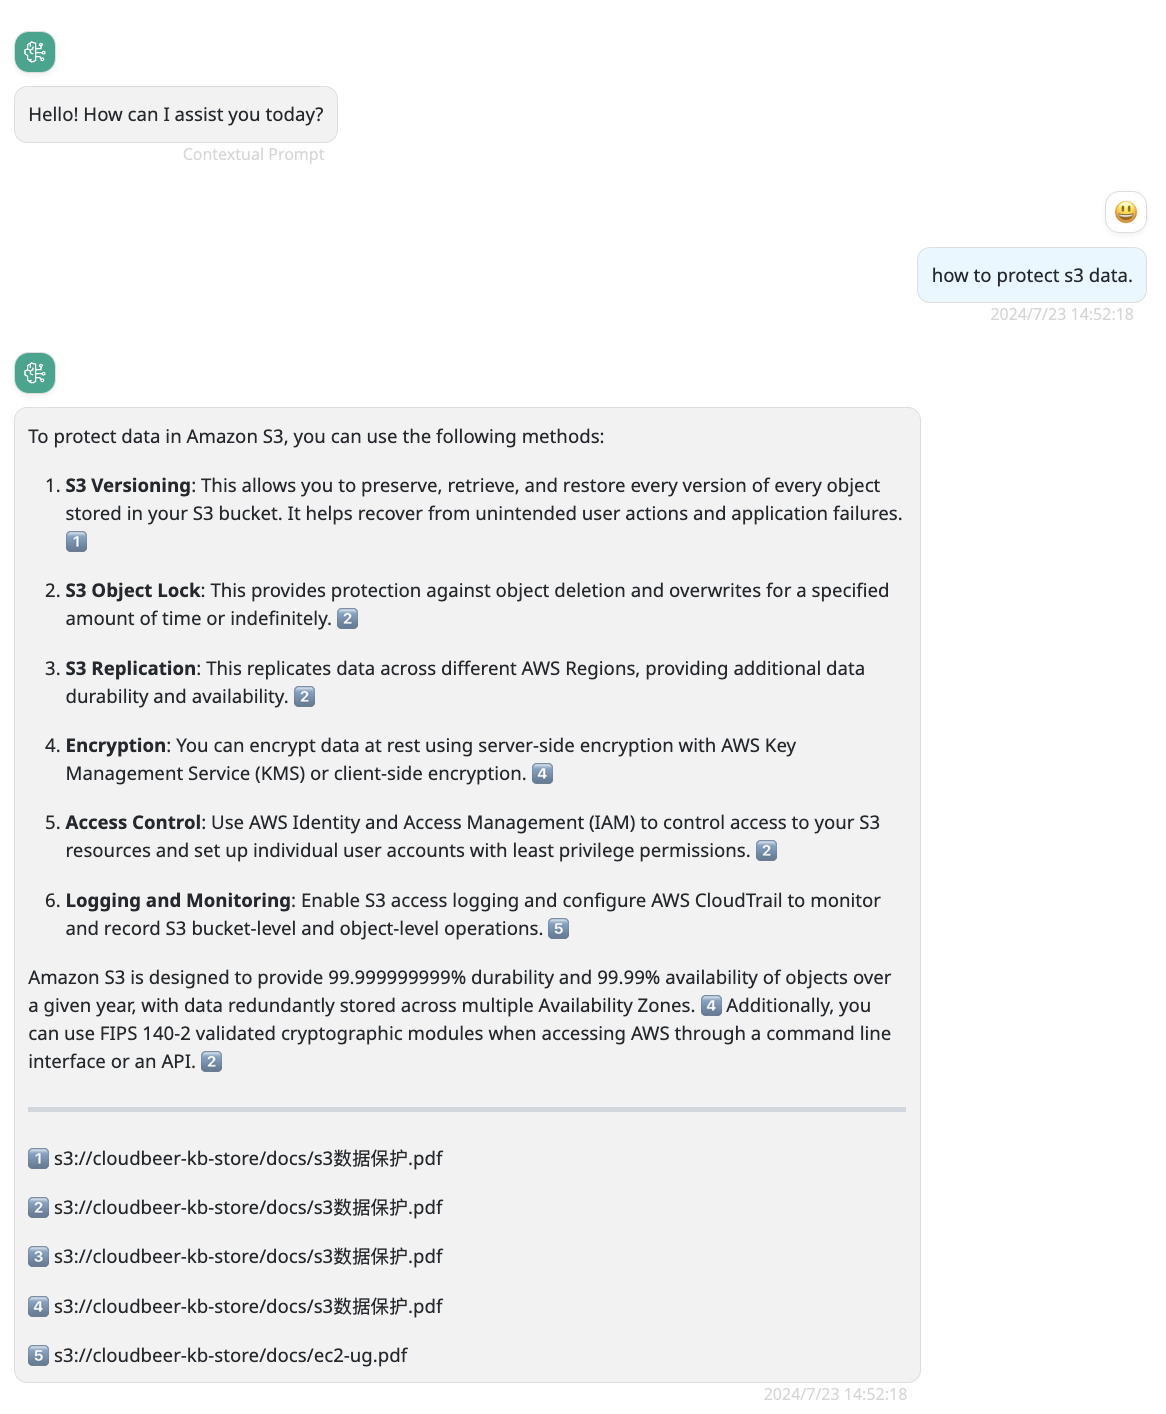 Hello! How can I assist you today?
Contextual Prompt
how to protect s3 data.
2024/7/23 14:52:18
To protect data in Amazon S3, you can use the following methods:
1. S3 Versioning: This allows you to preserve, retrieve, and restore every version of every object
stored in your S3 bucket. It helps recover from unintended user actions and application failures.
1
2. S3 Object Lock: This provides protection against object deletion and overwrites for a specified
amount of time or indefinitely. 2
3. S3 Replication: This replicates data across different AWS Regions, providing additional data
durability and availability. 2
4. Encryption: You can encrypt data at rest using server-side encryption with AWS Key
Management Service (KMS) or client-side encryption. 4
5. Access Control: Use AWS Identity and Access Management (IAM) to control access to your S3
resources and set up individual user accounts with least privilege permissions. 2
6. Logging and Monitoring: Enable S3 access logging and configure AWS CloudTrail to monitor
and record S3 bucket-level and object-level operations. 5
Amazon S3 is designed to provide 99.999999999% durability and 99.99% availability of objects over
a given year, with data redundantly stored across multiple Availability Zones. 4 Additionally, you
can use FIPS 140-2 validated cryptographic modules when accessing AWS through a command line
interface or an API. 2
1 s3://cloudbeer-kb-store/docs/s3数据保护.pdf
2 s3://cloudbeer-kb-store/docs/s3数据保护.pdf
3 s3://cloudbeer-kb-store/docs/s3数据保护.pdf
4 s3://cloudbeer-kb-store/docs/s3数据保护.pdf
5 s3://cloudbeer-kb-store/docs/ec2-ug.pdf
2024/7/23 14:52:18